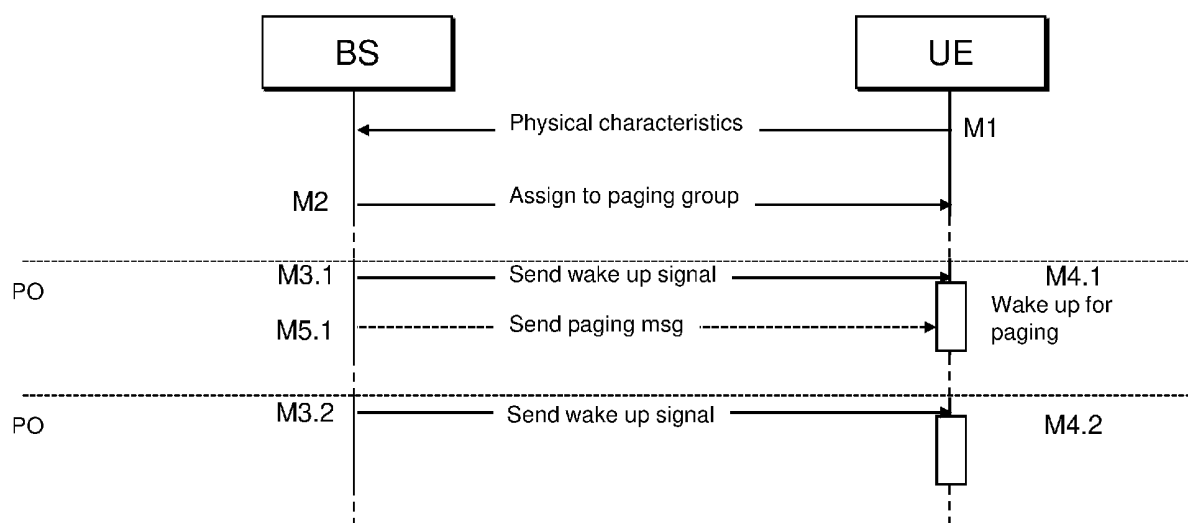 BS
UE
Physical characteristics
M1
M2
Assign to paging group
M3.1
Send wake up signal
M4.1
PO
Wake up for
paging
M5.1
Send paging msg
M3.2
Send wake up signal
M4.2
PO